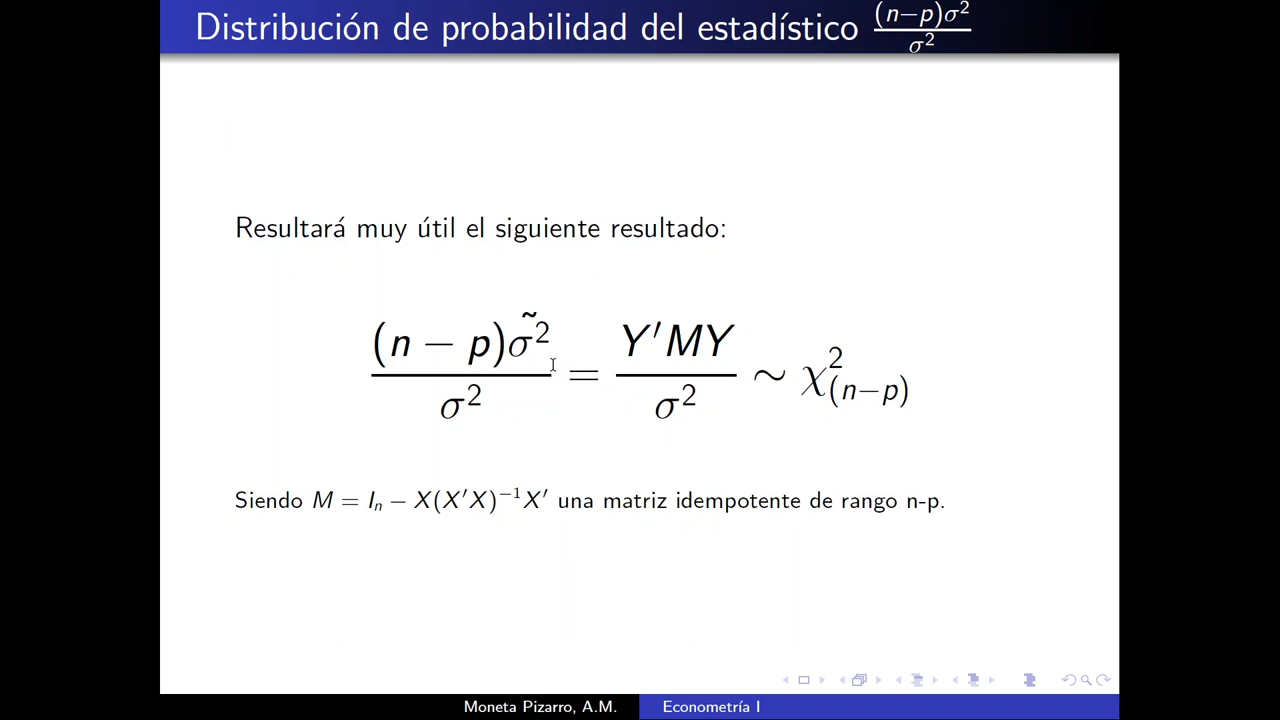 Distribución de probabilidad del estadístico (n−p)σ²/σ²
Resultará muy útil el siguiente resultado:
(n − p)σ̃²/σ² = Y′MY/σ² ∼ χ²₍ₙ₋ₚ₎
Siendo M = Iₙ − X(X′X)⁻¹X′ una matriz idempotente de rango n-p.
Moneta Pizarro, A.M. Econometría I